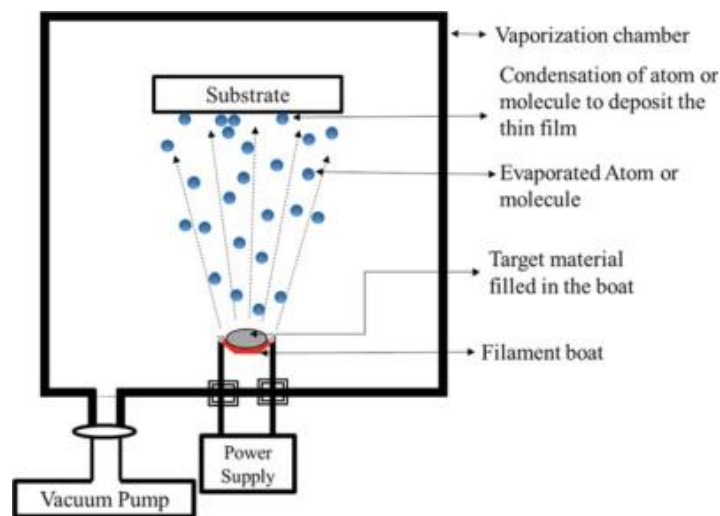 Vaporization chamber
Substrate
Condensation of atom or
molecule to deposit the
thin film
Evaporated Atom or
molecule
Target material
filled in the boat
Filament boat
Power
Supply
Vacuum Pump